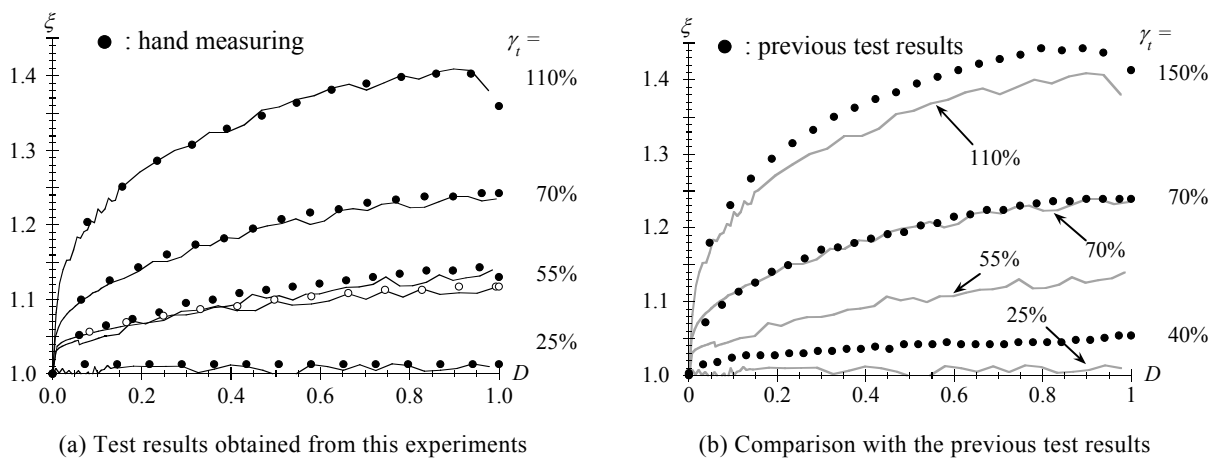 ξ
● : hand measuring
γt =
1.4
110%
1.3
70%
1.2
55%
1.1
25%
1.0
D
0.0 0.2 0.4 0.6 0.8 1.0
(a) Test results obtained from this experiments
ξ
● : previous test results
γt =
150%
1.4
110%
1.3
70%
1.2
70%
55%
1.1
25%
40%
1.0
D
0 0.2 0.4 0.6 0.8 1
(b) Comparison with the previous test results